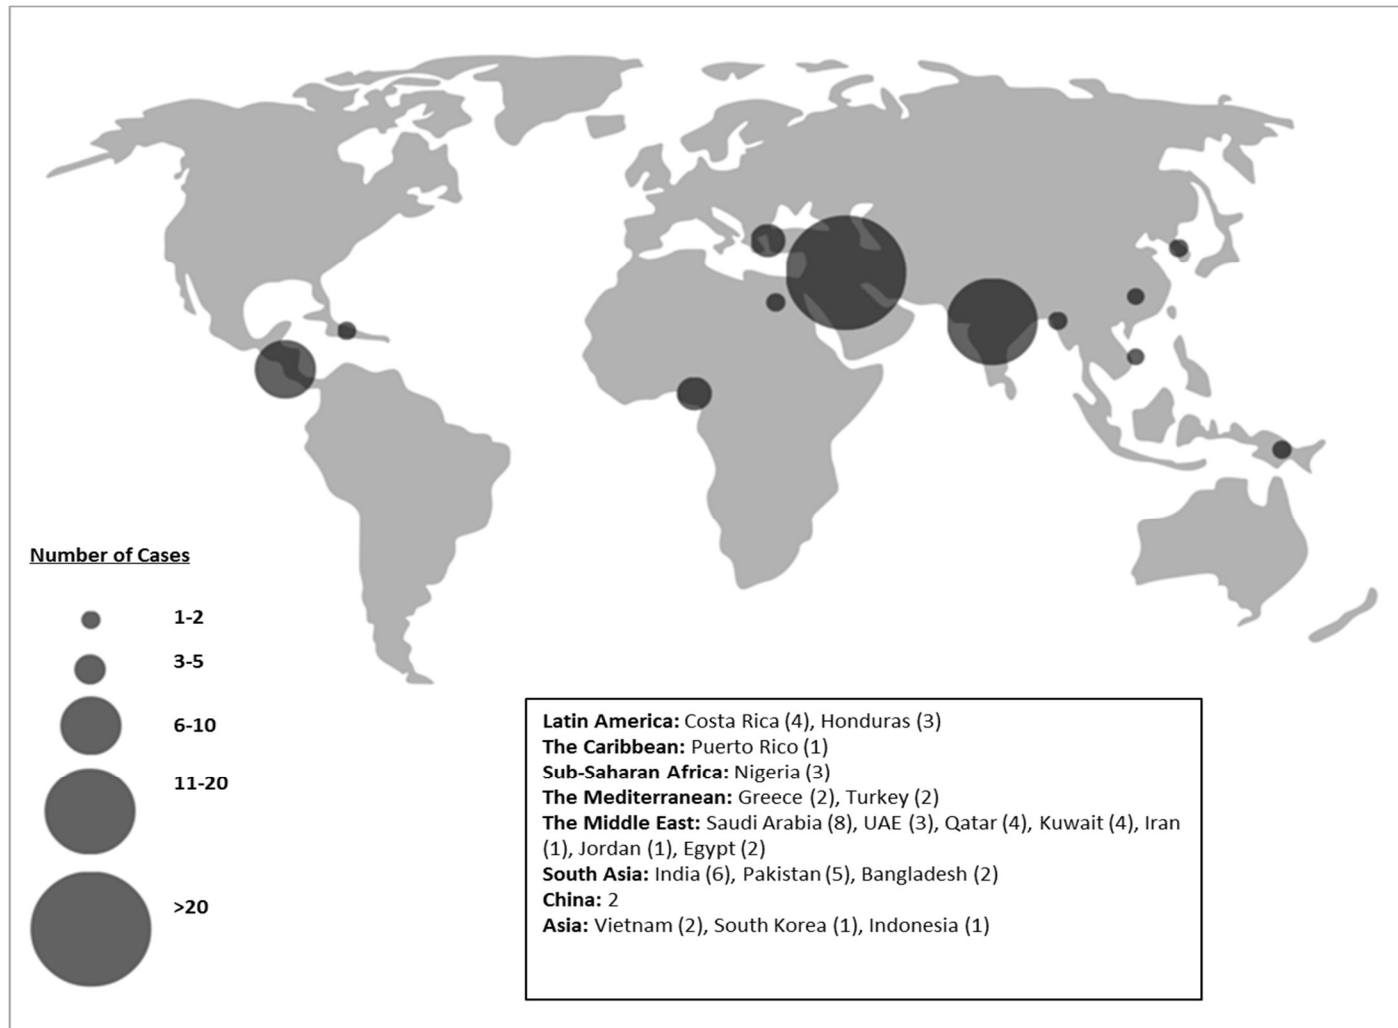 Number of Cases
1-2
3-5
6-10
11-20
>20
Latin America: Costa Rica (4), Honduras (3)
The Caribbean: Puerto Rico (1)
Sub-Saharan Africa: Nigeria (3)
The Mediterranean: Greece (2), Turkey (2)
The Middle East: Saudi Arabia (8), UAE (3), Qatar (4), Kuwait (4), Iran
(1), Jordan (1), Egypt (2)
South Asia: India (6), Pakistan (5), Bangladesh (2)
China: 2
Asia: Vietnam (2), South Korea (1), Indonesia (1)